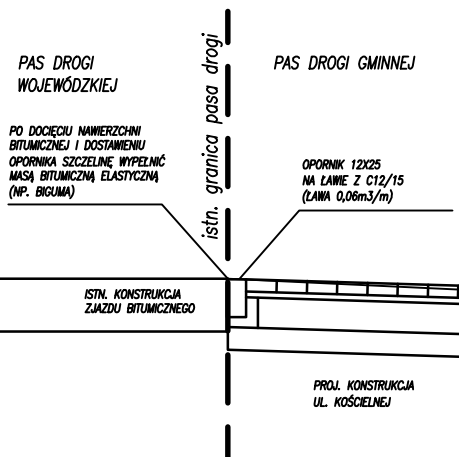 PAS DROGI
WOJEWÓDZKIEJ
PAS DROGI GMINNEJ
istn. granica pasa drogi
PO DOCIĘCIU NAWIERZCHNI
BITUMICZNEJ I DOSTAWIENIU
OPORNIKA SZCZELINĘ WYPEŁNIĆ
MASĄ BITUMICZNĄ ELASTYCZNĄ
(NP. BIGUMA)
OPORNIK 12X25
NA ŁAWIE Z C12/15
(ŁAWA 0,06m3/m)
ISTN. KONSTRUKCJA
ZJAZDU BITUMICZNEGO
PROJ. KONSTRUKCJA
UL. KOŚCIELNEJ